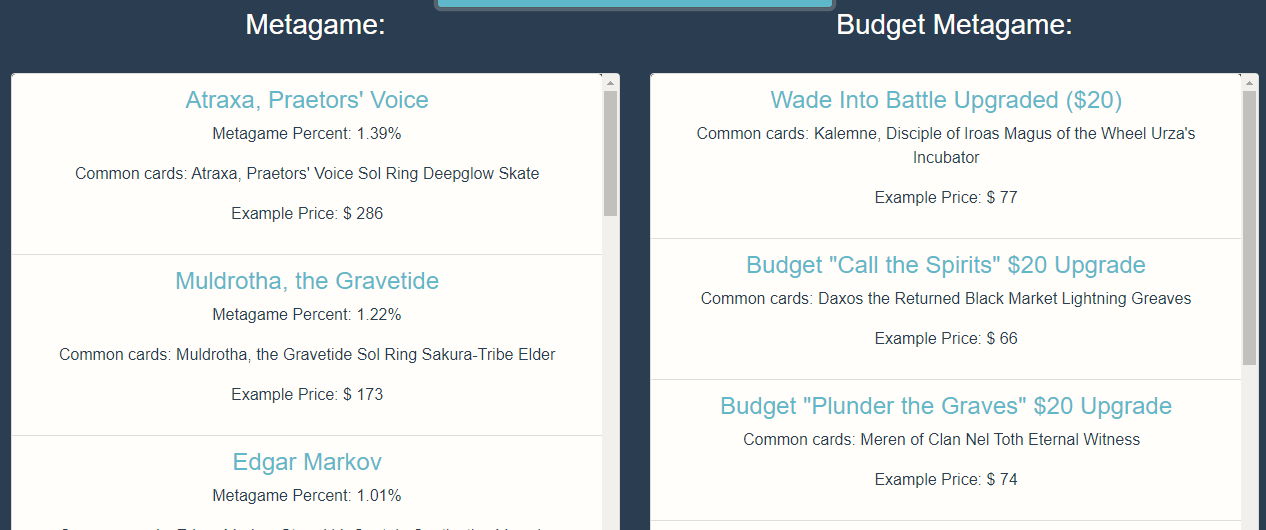 Metagame:
Atraxa, Praetors' Voice
Metagame Percent: 1.39%
Common cards: Atraxa, Praetors' Voice Sol Ring Deepglow Skate
Example Price: $ 286
Muldrotha, the Gravetide
Metagame Percent: 1.22%
Common cards: Muldrotha, the Gravetide Sol Ring Sakura-Tribe Elder
Example Price: $ 173
Edgar Markov
Metagame Percent: 1.01%
Budget Metagame:
Wade Into Battle Upgraded ($20)
Common cards: Kalemne, Disciple of Iroas Magus of the Wheel Urza's
Incubator
Example Price: $ 77
Budget "Call the Spirits" $20 Upgrade
Common cards: Daxos the Returned Black Market Lightning Greaves
Example Price: $ 66
Budget "Plunder the Graves" $20 Upgrade
Common cards: Meren of Clan Nel Toth Eternal Witness
Example Price: $ 74